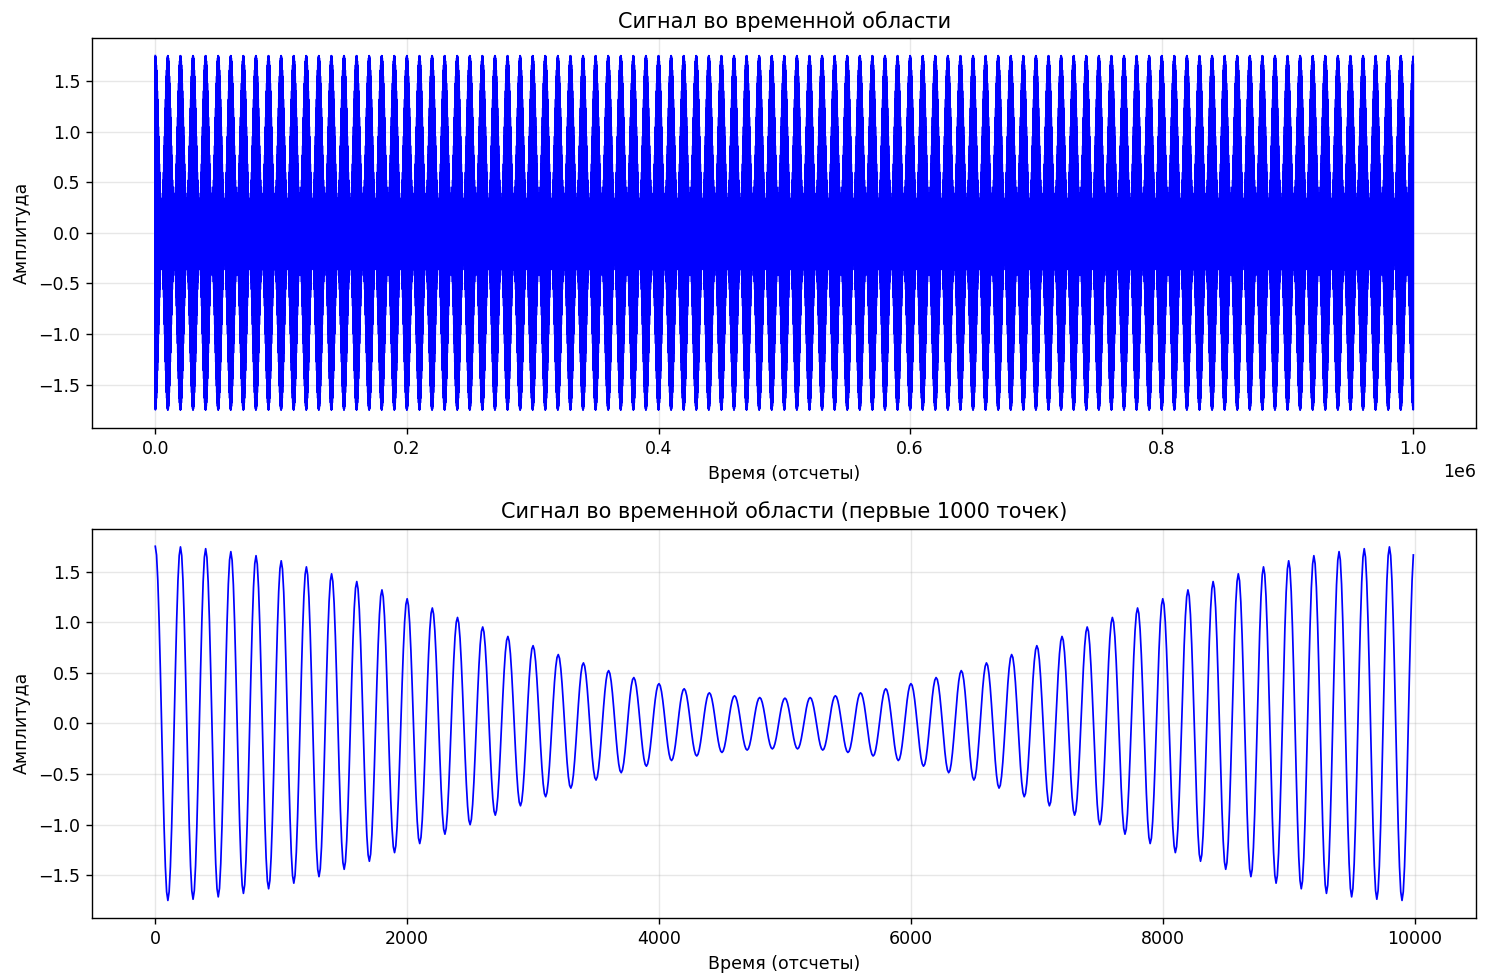 Сигнал во временной области
1.5
1.0
0.5
0.0
−0.5
−1.0
−1.5
Амплитуда
0.0 0.2 0.4 0.6 0.8 1.0
Время (отсчеты)
1e6
Сигнал во временной области (первые 1000 точек)
1.5
1.0
0.5
0.0
−0.5
−1.0
−1.5
Амплитуда
0 2000 4000 6000 8000 10000
Время (отсчеты)